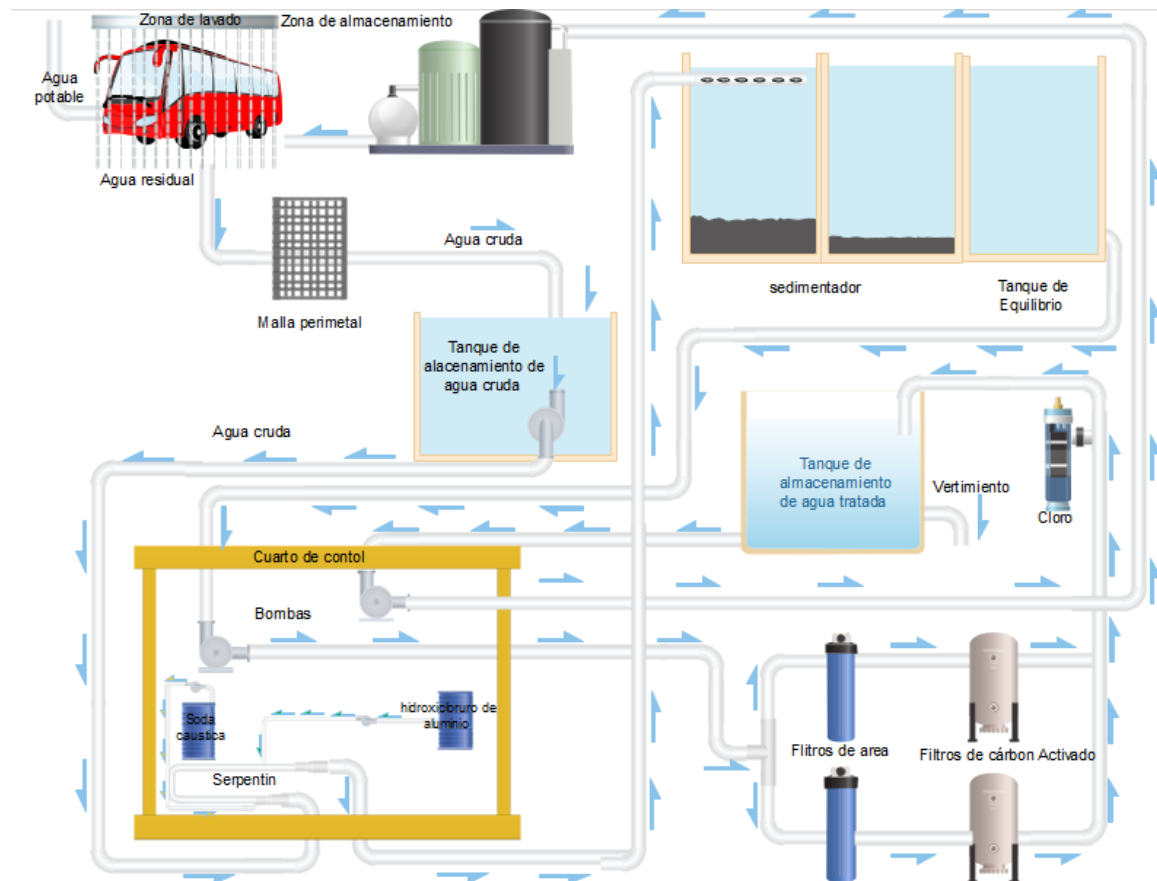 Zona de lavado
Zona de almacenamiento
Agua
potable
Agua residual
Agua cruda
Malla perimetal
sedimentador
Tanque de
Equilibrio
Tanque de
alacenamiento de
agua cruda
Agua cruda
Tanque de
almacenamiento
de agua tratada
Vertimiento
Cloro
Cuarto de contol
Bombas
Soda
caustica
hidroxicloruro de
aluminio
Serpentin
Flitros de area
Filtros de cárbon Activado